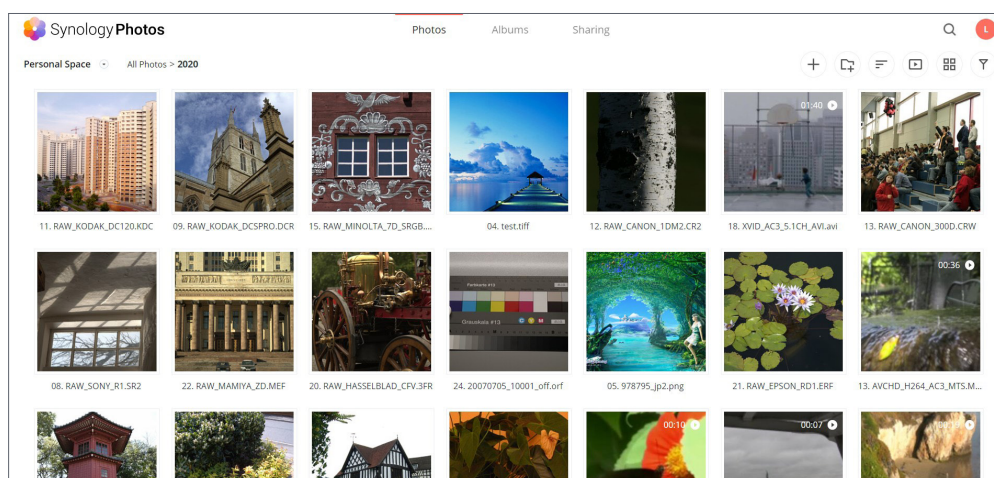 Synology Photos
Photos Albums Sharing
L
Personal Space All Photos > 2020
01:40
11. RAW_KODAK_DC120.KDC 09. RAW_KODAK_DCSPRO.DCR 15. RAW_MINOLTA_7D_SRGB.... 04. test.tiff 12. RAW_CANON_1DM2.CR2 18. XVID_AC3_5.1CH_AVI.avi 13. RAW_CANON_300D.CRW
00:36
Greyscale #13
C Y M
08. RAW_SONY_R1.SR2 22. RAW_MAMIYA_ZD.MEF 20. RAW_HASSELBLAD_CFV.3FR 24. 20070705_10001_off.orf 05. 978795_jp2.png 21. RAW_EPSON_RD1.ERF 13. AVCHD_H264_AC3_MTS.M...
00:10 00:07